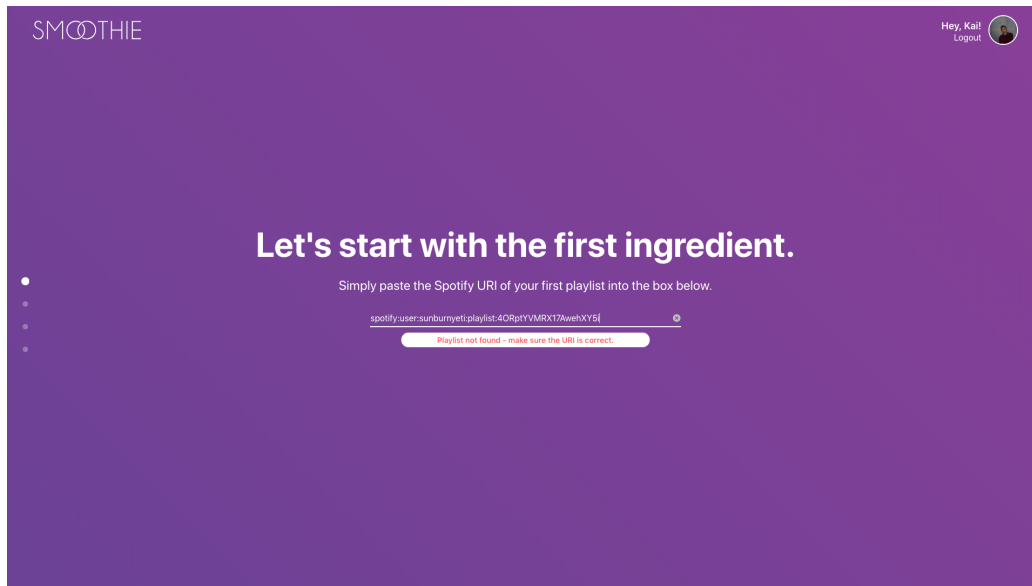 SMOOTHIE
Hey, Kai!
Logout
Let's start with the first ingredient.
Simply paste the Spotify URI of your first playlist into the box below.
spotify:user:sunburnyeti:playlist:4ORptYVMRX17AwehXY5i
Playlist not found - make sure the URI is correct.